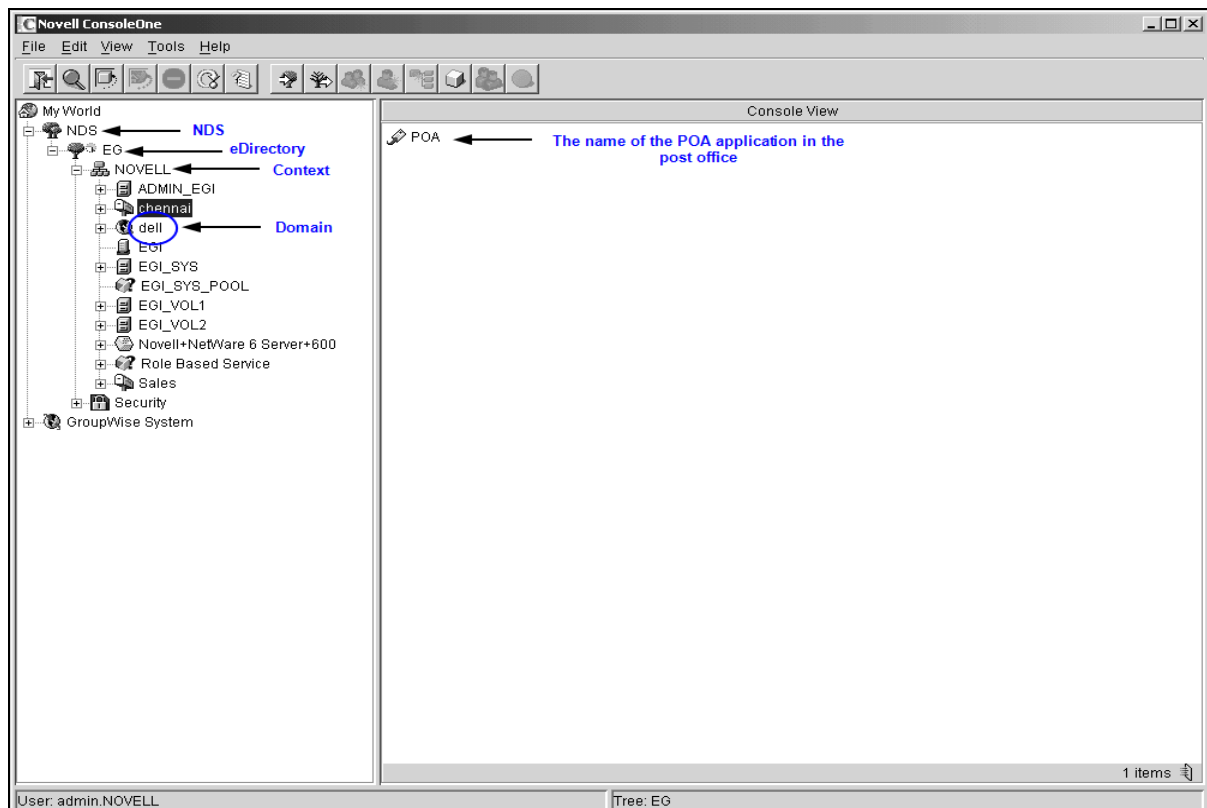 Novell ConsoleOne
File Edit View Tools Help
My World
Console View
NDS
NDS
EG
eDirectory
NOVELL
Context
ADMIN_EGI
chennai
dell
Domain
EGI
EGI_SYS
EGI_SYS_POOL
EGI_VOL1
EGI_VOL2
Novell+NetWare 6 Server+600
Role Based Service
Sales
Security
GroupWise System
POA
The name of the POA application in the
post office
1 items
User: admin.NOVELL
Tree: EG